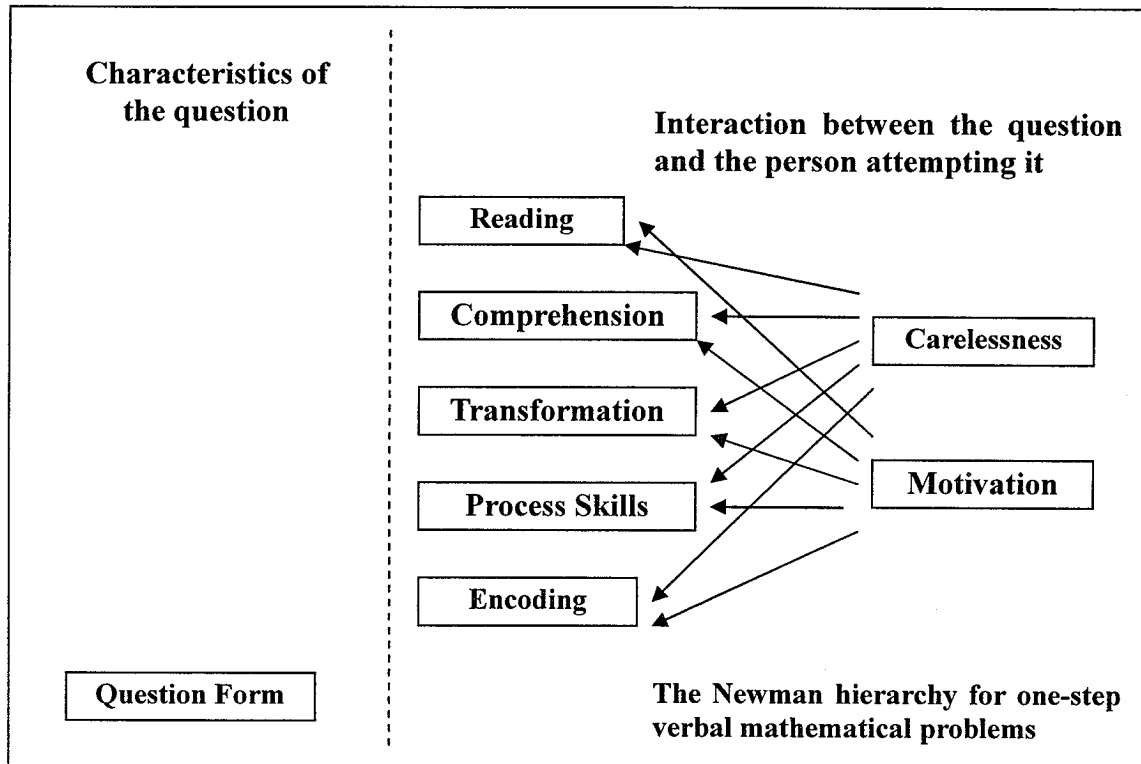 Characteristics of
the question
Interaction between the question
and the person attempting it
Reading
Comprehension
Transformation
Process Skills
Encoding
Carelessness
Motivation
Question Form
The Newman hierarchy for one-step
verbal mathematical problems